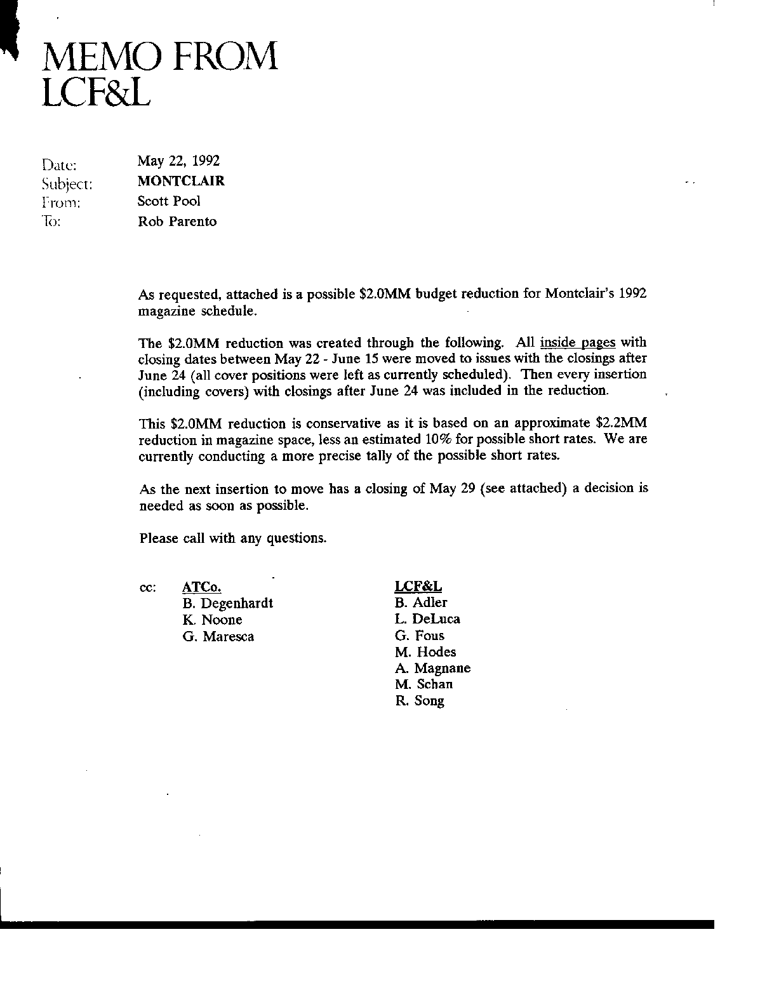 MEMO FROM
LCF&L
Date: May 22, 1992
Subject: MONTCLAIR
From: Scott Pool
To: Rob Parento
As requested, attached is a possible $2.0MM budget reduction for Montclair's 1992
magazine schedule.
The $2.0MM reduction was created through the following. All inside pages with
closing dates between May 22 - June 15 were moved to issues with the closings after
June 24 (all cover positions were left as currently scheduled). Then every insertion
(including covers) with closings after June 24 was included in the reduction.
This $2.0MM reduction is conservative as it is based on an approximate $2.2MM
reduction in magazine space, less an estimated 10% for possible short rates. We are
currently conducting a more precise tally of the possible short rates.
As the next insertion to move has a closing of May 29 (see attached) a decision is
needed as soon as possible.
Please call with any questions.
cc: ATCo. LCF&L
B. Degenhardt B. Adler
K. Noone L. DeLuca
G. Maresca G. Fous
M. Hodes
A. Magnane
M. Schan
R. Song